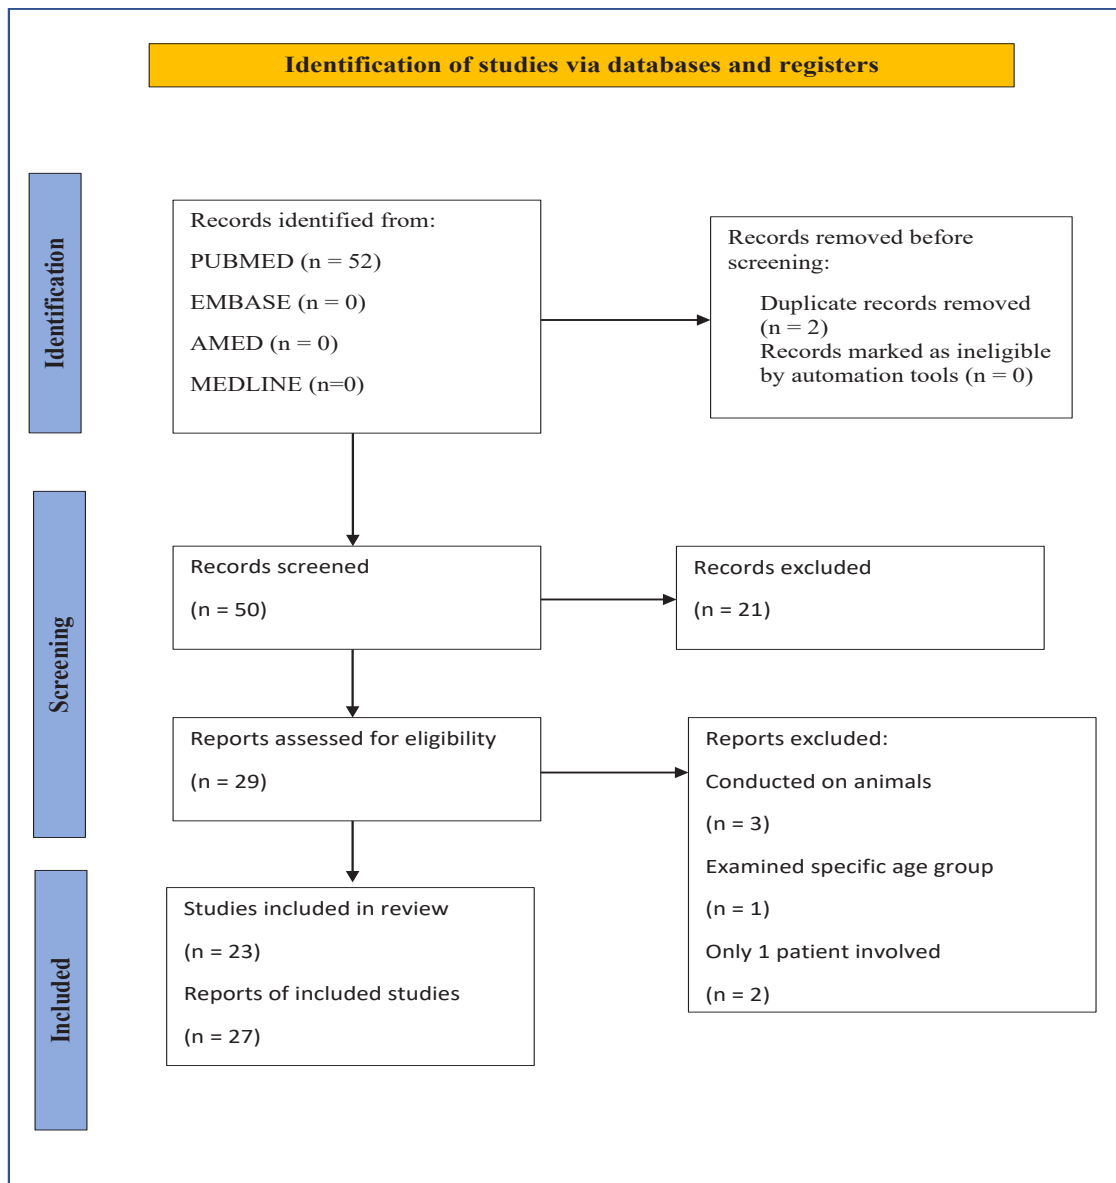 Identification of studies via databases and registers
Identification
Records identified from:
PUBMED (n = 52)
EMBASE (n = 0)
AMED (n = 0)
MEDLINE (n=0)
Records removed before
screening:
Duplicate records removed
(n = 2)
Records marked as ineligible
by automation tools (n = 0)
Screening
Records screened
(n = 50)
Records excluded
(n = 21)
Reports assessed for eligibility
(n = 29)
Reports excluded:
Conducted on animals
(n = 3)
Examined specific age group
(n = 1)
Only 1 patient involved
(n = 2)
Included
Studies included in review
(n = 23)
Reports of included studies
(n = 27)